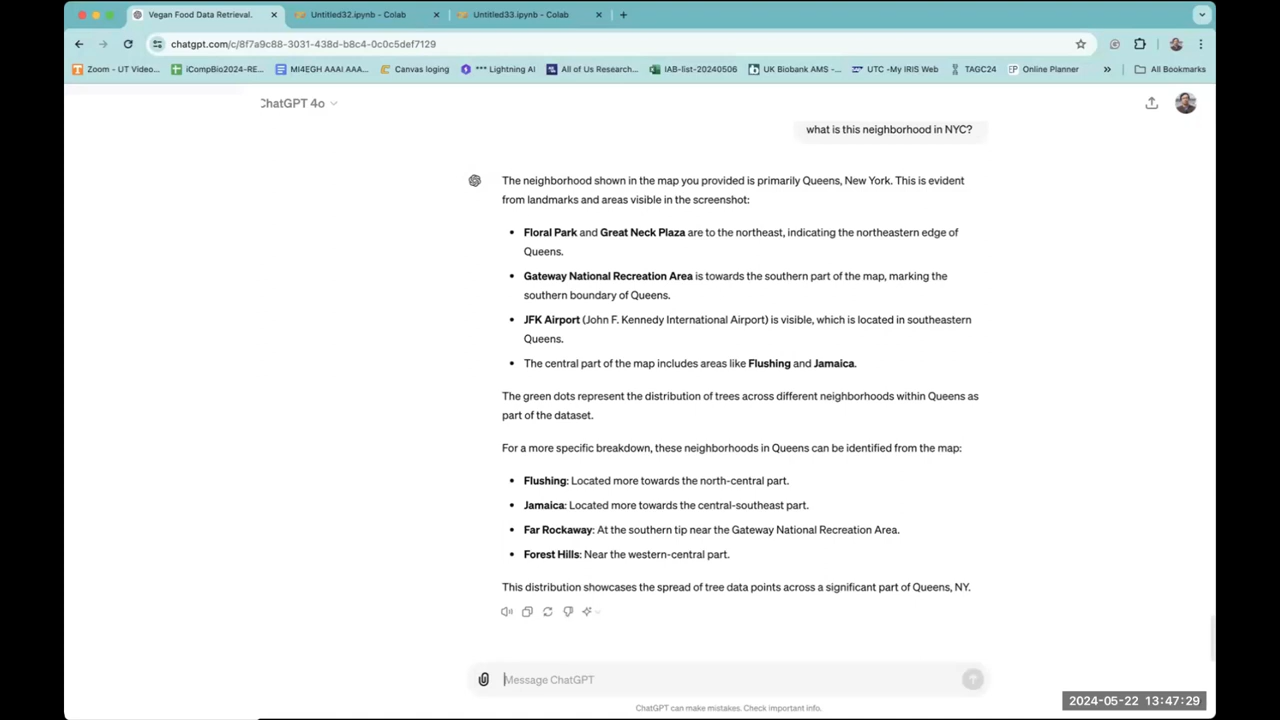 Vegan Food Data Retrieval.
Untitled32.ipynb - Colab
Untitled33.ipynb - Colab
chatgpt.com/c/8f7a9c88-3031-438d-b8c4-0c0c5def7129
Zoom - UT Video...
iCompBio2024-RE...
MI4EGH AAAI AAA...
Canvas loging
*** Lightning AI
All of Us Research...
IAB-list-20240506
UK Biobank AMS -...
UTC -My IRIS Web
TAGC24
Online Planner
»
All Bookmarks
ChatGPT 4o
what is this neighborhood in NYC?
The neighborhood shown in the map you provided is primarily Queens, New York. This is evident
from landmarks and areas visible in the screenshot:
• Floral Park and Great Neck Plaza are to the northeast, indicating the northeastern edge of
Queens.
• Gateway National Recreation Area is towards the southern part of the map, marking the
southern boundary of Queens.
• JFK Airport (John F. Kennedy International Airport) is visible, which is located in southeastern
Queens.
• The central part of the map includes areas like Flushing and Jamaica.
The green dots represent the distribution of trees across different neighborhoods within Queens as
part of the dataset.
For a more specific breakdown, these neighborhoods in Queens can be identified from the map:
• Flushing: Located more towards the north-central part.
• Jamaica: Located more towards the central-southeast part.
• Far Rockaway: At the southern tip near the Gateway National Recreation Area.
• Forest Hills: Near the western-central part.
This distribution showcases the spread of tree data points across a significant part of Queens, NY.
Message ChatGPT
2024-05-22 13:47:29
ChatGPT can make mistakes. Check important info.